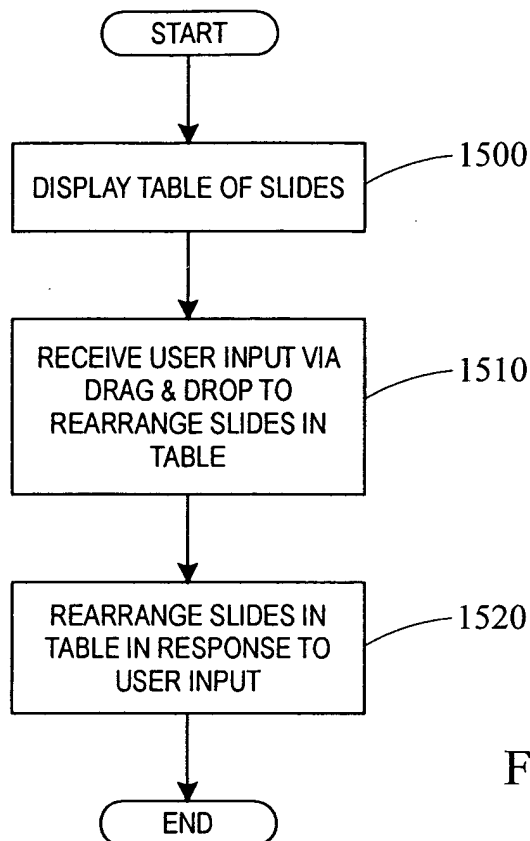 START
DISPLAY TABLE OF SLIDES
1500
RECEIVE USER INPUT VIA
DRAG & DROP TO
REARRANGE SLIDES IN
TABLE
1510
REARRANGE SLIDES IN
TABLE IN RESPONSE TO
USER INPUT
1520
F
END